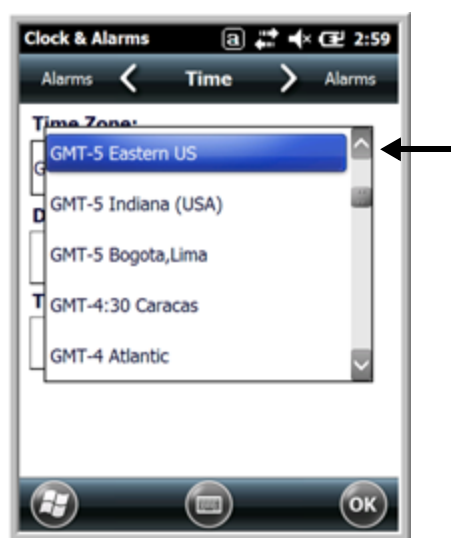 Clock & Alarms a 2:59
Alarms Time Alarms
Time Zone:
G
GMT-5 Eastern US
GMT-5 Indiana (USA)
D
GMT-5 Bogota,Lima
T
GMT-4:30 Caracas
GMT-4 Atlantic
OK